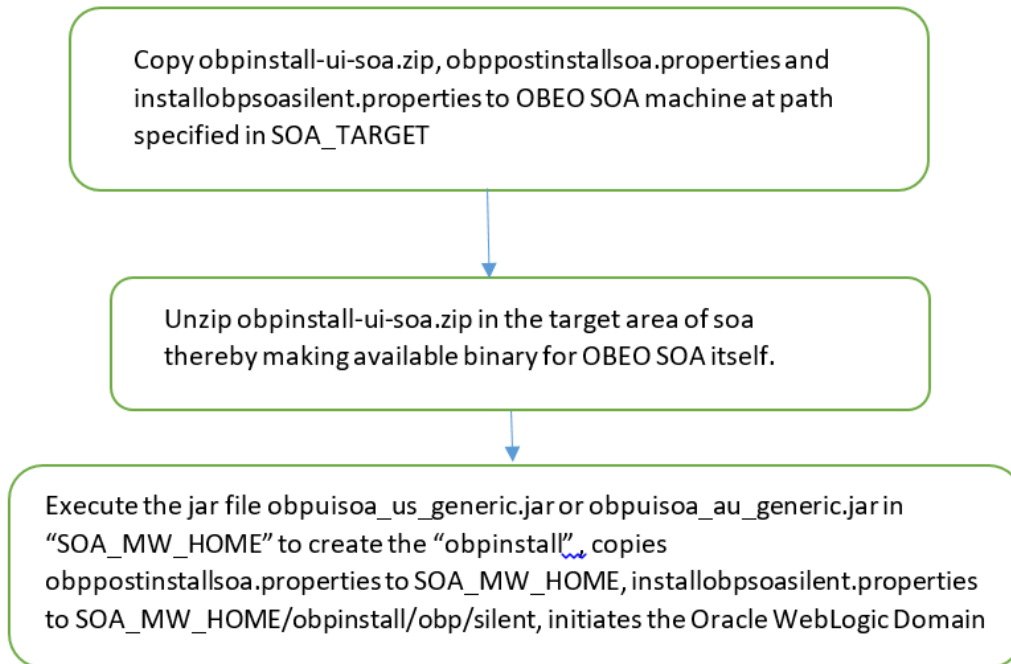 Copy obpinstall-ui-soa.zip, obppostinstallsoa.properties and
installobpsoasilent.properties to OBEO SOA machine at path
specified in SOA_TARGET
Unzip obpinstall-ui-soa.zip in the target area of soa
thereby making available binary for OBEO SOA itself.
Execute the jar file obpuisoa_us_generic.jar or obpuisoa_au_generic.jar in
“SOA_MW_HOME” to create the “obpinstall”, copies
obppostinstallsoa.properties to SOA_MW_HOME, installobpsoasilent.properties
to SOA_MW_HOME/obpinstall/obp/silent, initiates the Oracle WebLogic Domain